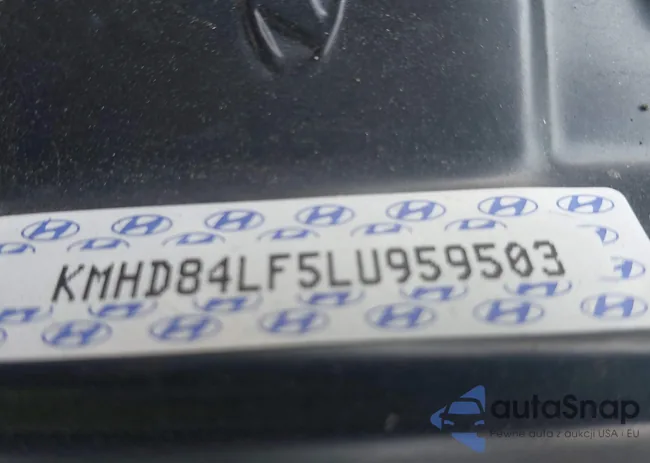 KMHD84LF5LU959503
autaSnap
Pewne auta z aukcji USA i EU